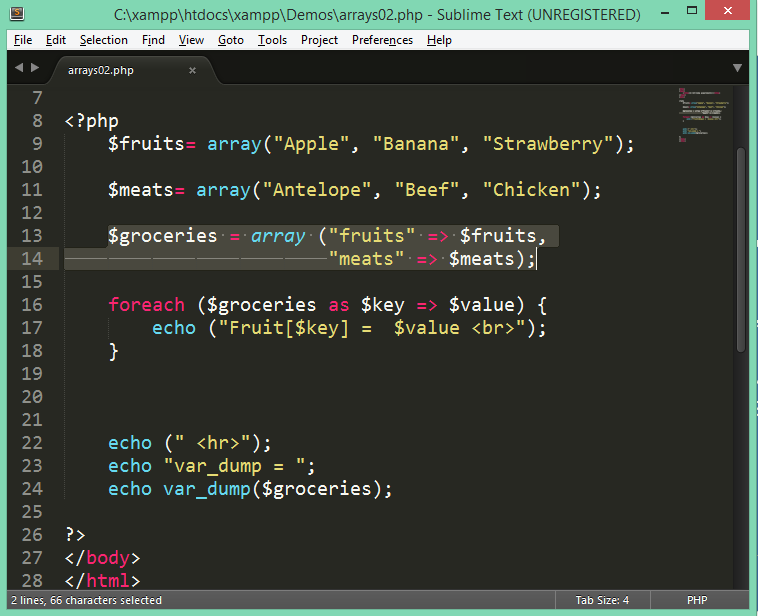 C:\xampp\htdocs\xampp\Demos\arrays02.php - Sublime Text (UNREGISTERED)
File Edit Selection Find View Goto Tools Project Preferences Help
arrays02.php
7
8 <?php
9 $fruits= array("Apple", "Banana", "Strawberry");
10
11 $meats= array("Antelope", "Beef", "Chicken");
12
13 $groceries = array ("fruits" => $fruits,
14 "meats" => $meats);
15
16 foreach ($groceries as $key => $value) {
17 echo ("Fruit[$key] =  $value <br>");
18 }
19
20
21
22 echo (" <hr>");
23 echo "var_dump = ";
24 echo var_dump($groceries);
25
26 ?>
27 </body>
28 </html>
2 lines, 66 characters selected Tab Size: 4 PHP